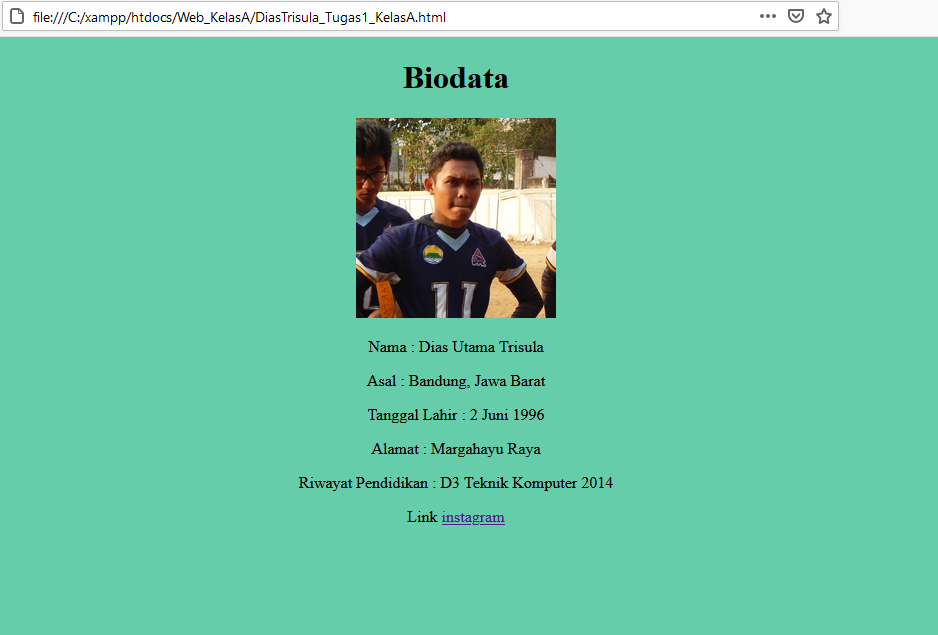 file:///C:/xampp/htdocs/Web_KelasA/DiasTrisula_Tugas1_KelasA.html
Biodata
11
Nama : Dias Utama Trisula
Asal : Bandung, Jawa Barat
Tanggal Lahir : 2 Juni 1996
Alamat : Margahayu Raya
Riwayat Pendidikan : D3 Teknik Komputer 2014
Link instagram